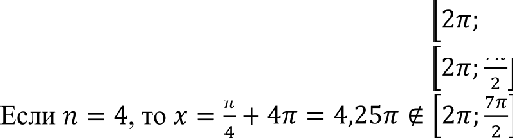 [2π;
[2π; /2]
Если n = 4, то x = π/4 + 4π = 4,25π ∉ [2π; 7π/2]